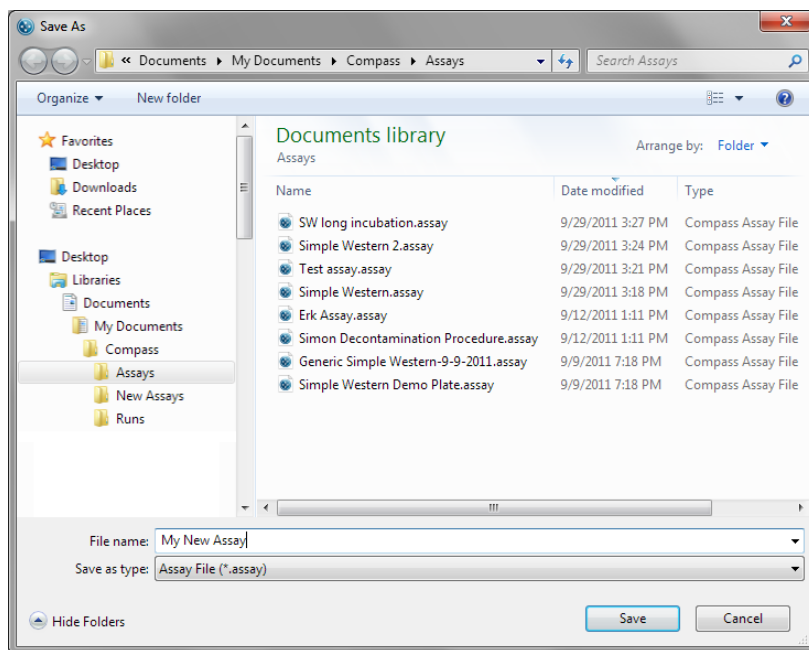 Save As
« Documents ▸ My Documents ▸ Compass ▸ Assays
Search Assays
Organize
New folder
Favorites
Desktop
Downloads
Recent Places
Desktop
Libraries
Documents
My Documents
Compass
Assays
New Assays
Runs
Documents library
Assays
Arrange by: Folder
Name Date modified Type
SW long incubation.assay 9/29/2011 3:27 PM Compass Assay File
Simple Western 2.assay 9/29/2011 3:24 PM Compass Assay File
Test assay.assay 9/29/2011 3:21 PM Compass Assay File
Simple Western.assay 9/29/2011 3:18 PM Compass Assay File
Erk Assay.assay 9/12/2011 1:11 PM Compass Assay File
Simon Decontamination Procedure.assay 9/12/2011 1:11 PM Compass Assay File
Generic Simple Western-9-9-2011.assay 9/9/2011 7:18 PM Compass Assay File
Simple Western Demo Plate.assay 9/9/2011 7:18 PM Compass Assay File
File name: My New Assay
Save as type: Assay File (*.assay)
Hide Folders
Save
Cancel